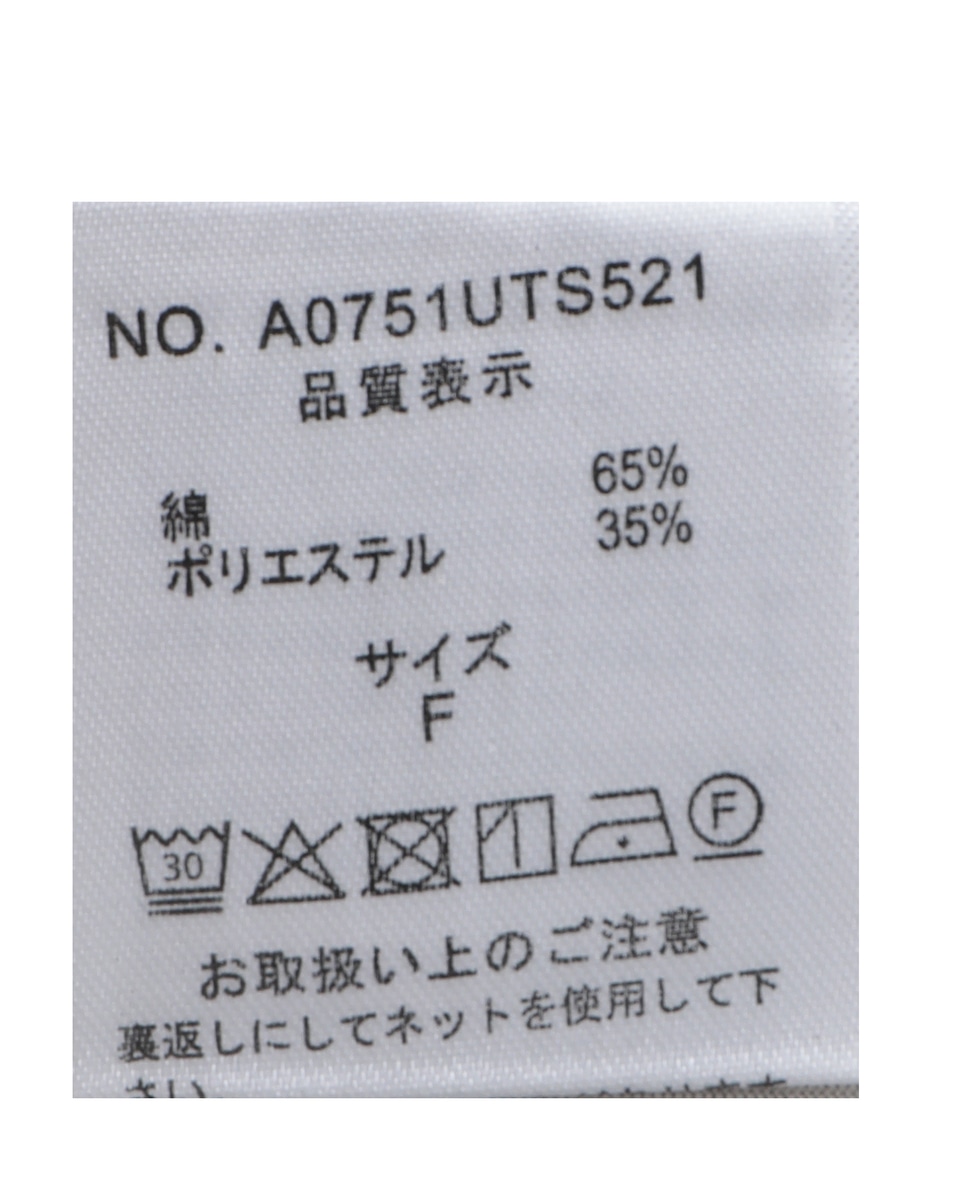 NO. A0751UTS521
品質表示
綿 65%
ポリエステル 35%
サイズ
F
30 F
お取扱い上のご注意
裏返しにしてネットを使用して下
さい